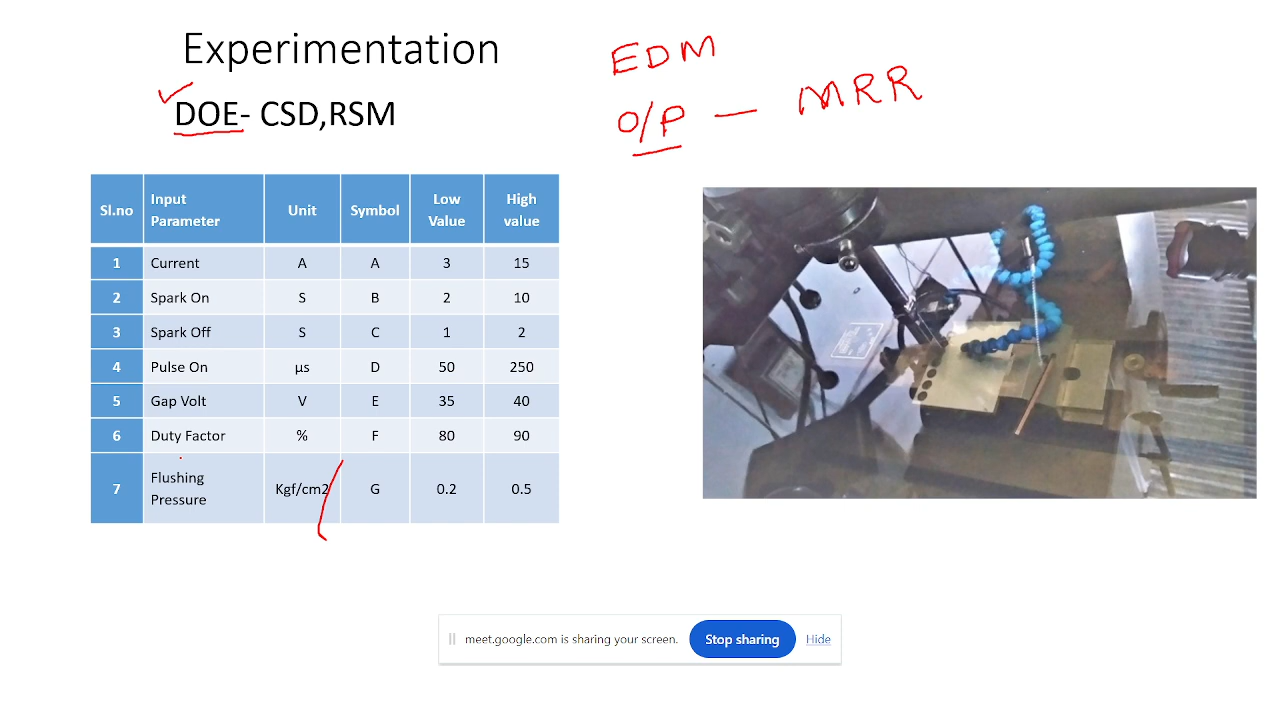 Experimentation
EDM
DOE- CSD,RSM
O/P - MRR
Sl.no Input Parameter Unit Symbol Low Value High value
1 Current A A 3 15
2 Spark On S B 2 10
3 Spark Off S C 1 2
4 Pulse On µs D 50 250
5 Gap Volt V E 35 40
6 Duty Factor % F 80 90
7 Flushing Pressure Kgf/cm2 G 0.2 0.5
meet.google.com is sharing your screen. Stop sharing Hide